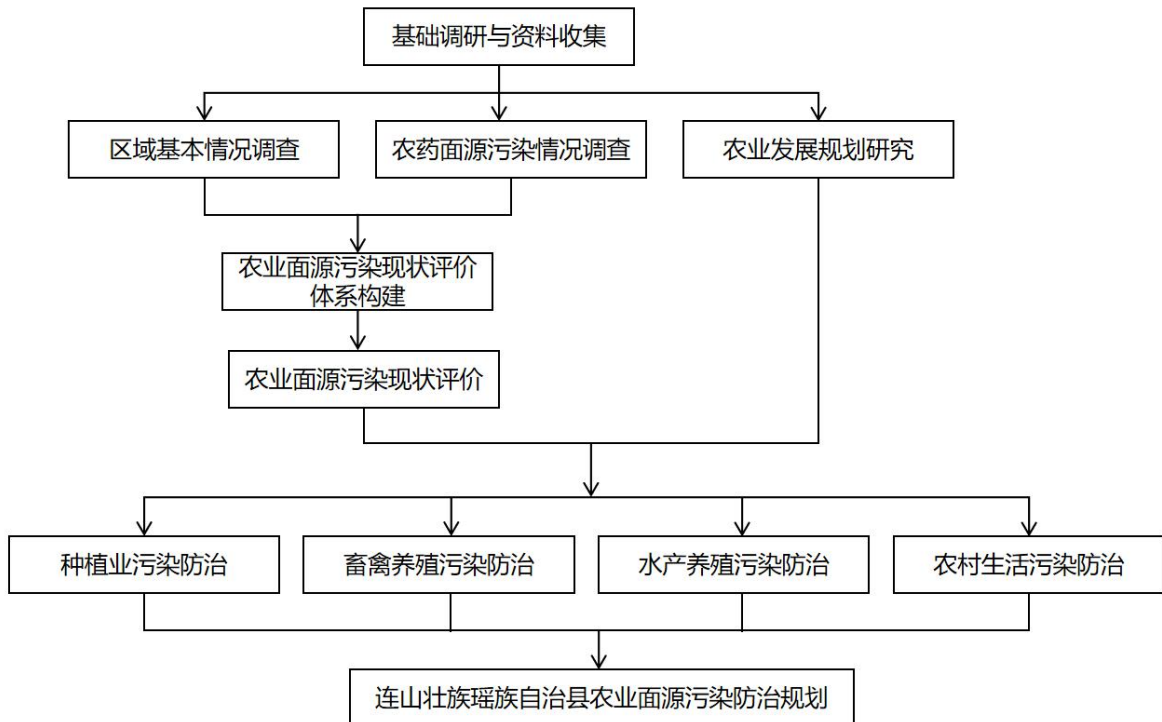 基础调研与资料收集
区域基本情况调查
农药面源污染情况调查
农业发展规划研究
农业面源污染现状评价
体系构建
农业面源污染现状评价
种植业污染防治
畜禽养殖污染防治
水产养殖污染防治
农村生活污染防治
连山壮族瑶族自治县农业面源污染防治规划